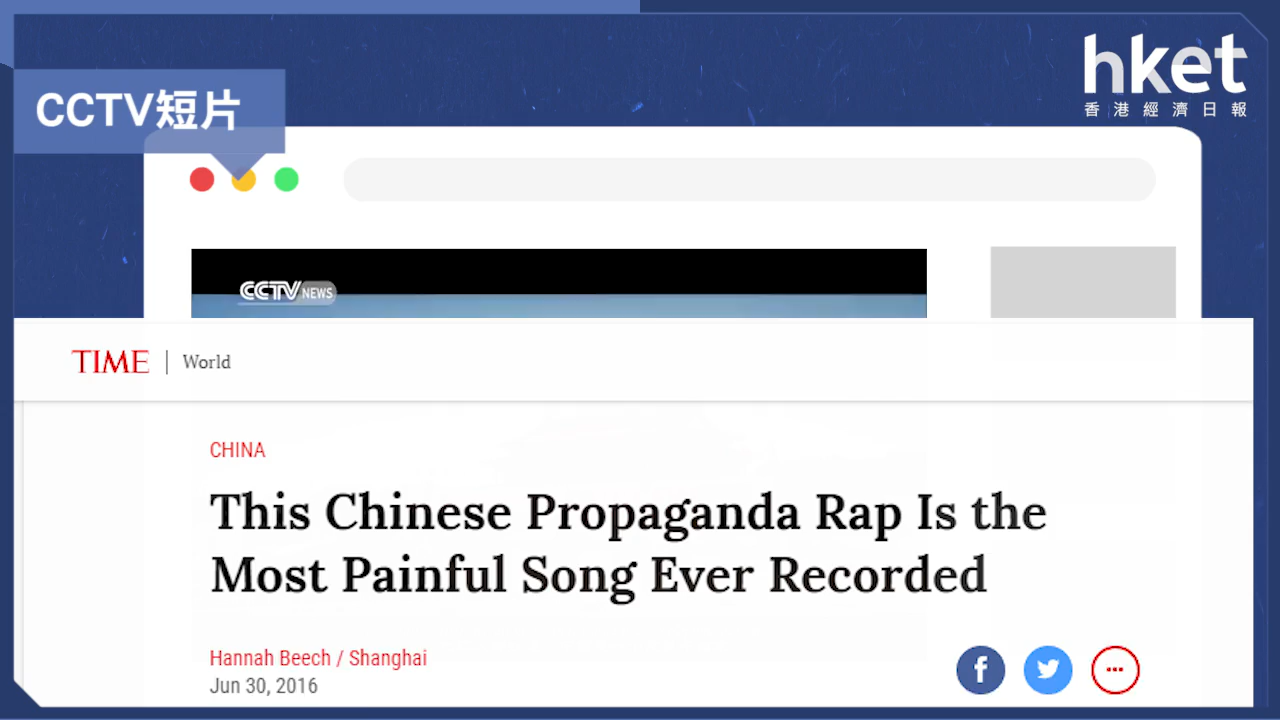 hket
香港經濟日報
CCTV短片
CCTV NEWS
TIME | World
CHINA
This Chinese Propaganda Rap Is the
Most Painful Song Ever Recorded
Hannah Beech / Shanghai
Jun 30, 2016